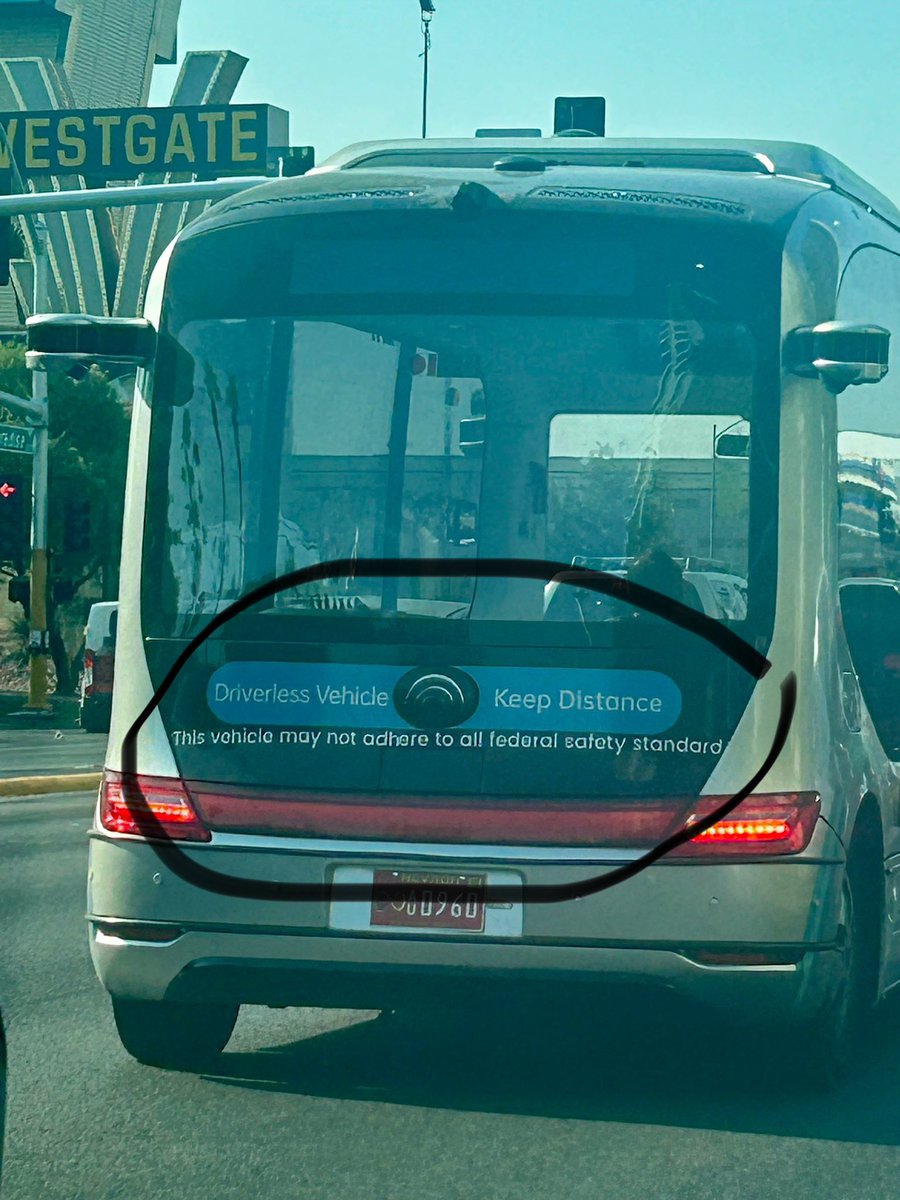 WESTGATE
Driverless Vehicle Keep Distance
This vehicle may not adhere to all federal safety standard